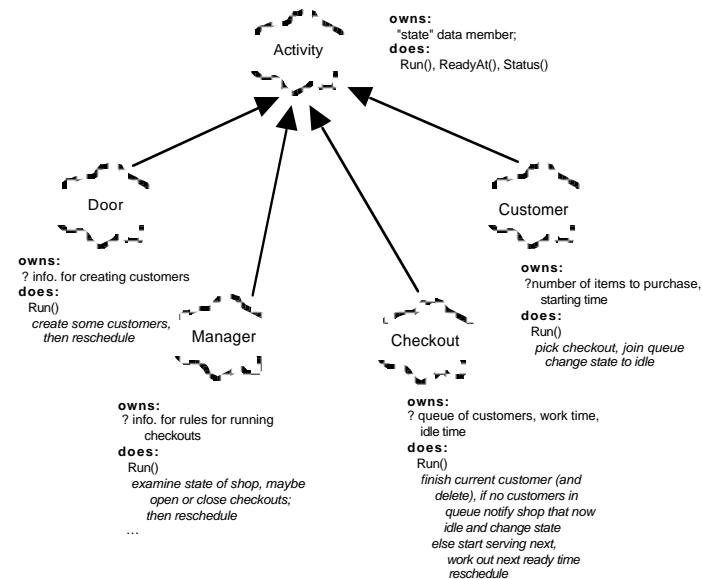 Activity
owns:
"state" data member;
does:
Run(), ReadyAt(), Status()
Door
owns:
? info. for creating customers
does:
Run()
create some customers,
then reschedule
Customer
owns:
?number of items to purchase,
starting time
does:
Run()
pick checkout, join queue
change state to idle
Manager
owns:
? info. for rules for running
checkouts
does:
Run()
examine state of shop, maybe
open or close checkouts;
then reschedule
...
Checkout
owns:
? queue of customers, work time,
idle time
does:
Run()
finish current customer (and
delete), if no customers in
queue notify shop that now
idle and change state
else start serving next,
work out next ready time
reschedule